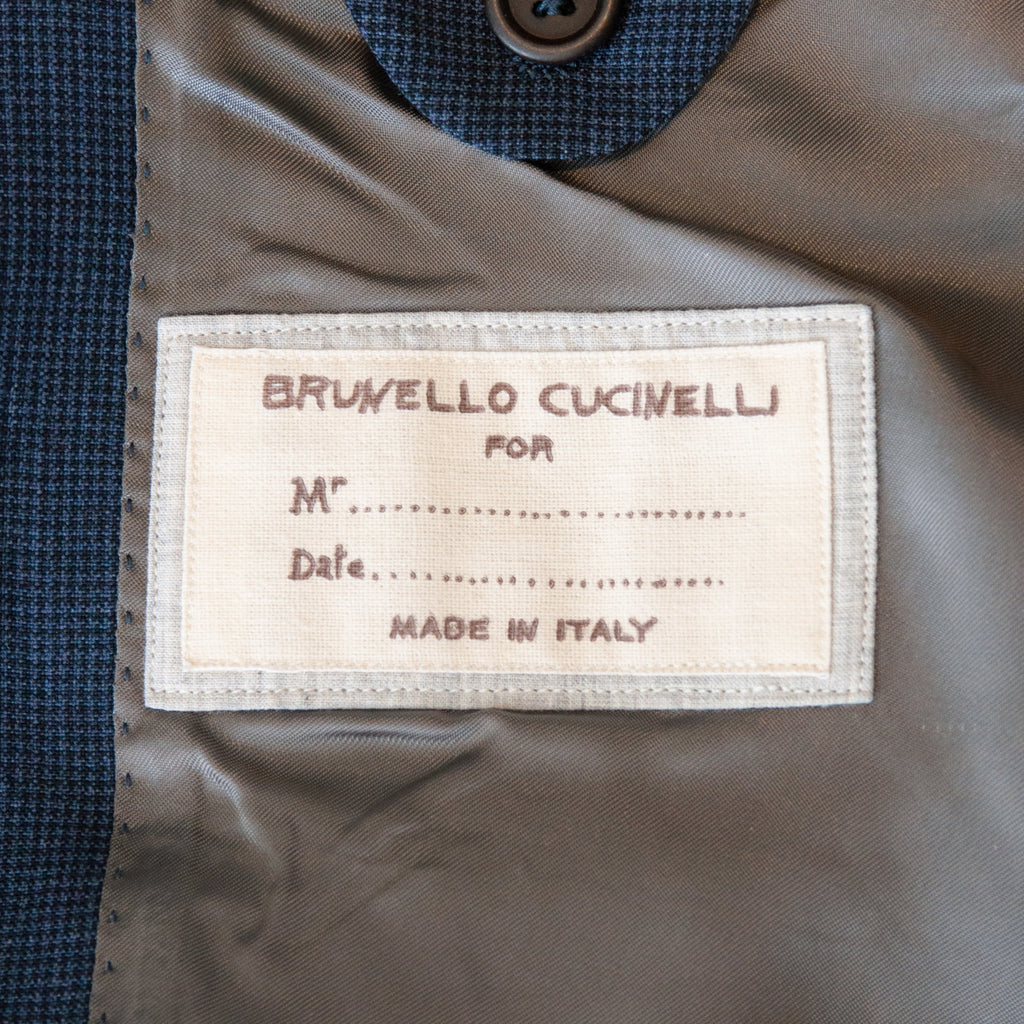 BRUNELLO CUCINELLI
FOR
Mr..............................
Date...........................
MADE IN ITALY